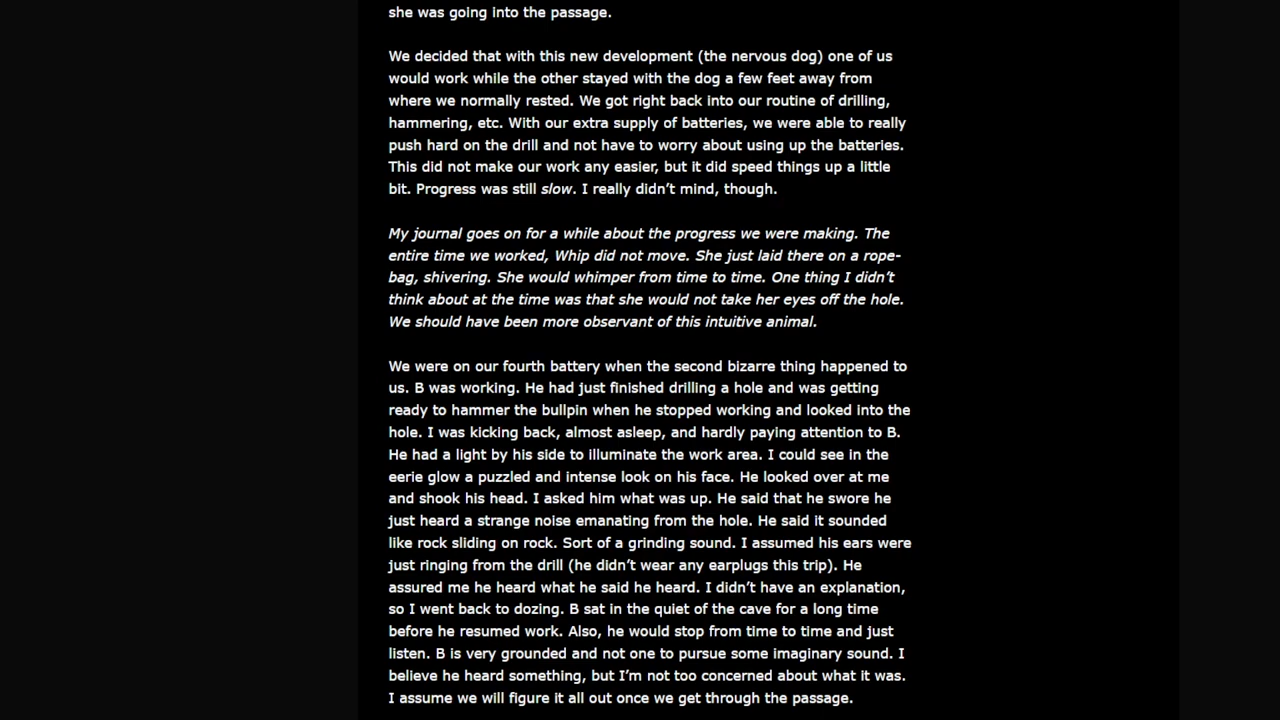 she was going into the passage.
We decided that with this new development (the nervous dog) one of us
would work while the other stayed with the dog a few feet away from
where we normally rested. We got right back into our routine of drilling,
hammering, etc. With our extra supply of batteries, we were able to really
push hard on the drill and not have to worry about using up the batteries.
This did not make our work any easier, but it did speed things up a little
bit. Progress was still slow. I really didn’t mind, though.
My journal goes on for a while about the progress we were making. The
entire time we worked, Whip did not move. She just laid there on a rope-
bag, shivering. She would whimper from time to time. One thing I didn’t
think about at the time was that she would not take her eyes off the hole.
We should have been more observant of this intuitive animal.
We were on our fourth battery when the second bizarre thing happened to
us. B was working. He had just finished drilling a hole and was getting
ready to hammer the bullpin when he stopped working and looked into the
hole. I was kicking back, almost asleep, and hardly paying attention to B.
He had a light by his side to illuminate the work area. I could see in the
eerie glow a puzzled and intense look on his face. He looked over at me
and shook his head. I asked him what was up. He said that he swore he
just heard a strange noise emanating from the hole. He said it sounded
like rock sliding on rock. Sort of a grinding sound. I assumed his ears were
just ringing from the drill (he didn’t wear any earplugs this trip). He
assured me he heard what he said he heard. I didn’t have an explanation,
so I went back to dozing. B sat in the quiet of the cave for a long time
before he resumed work. Also, he would stop from time to time and just
listen. B is very grounded and not one to pursue some imaginary sound. I
believe he heard something, but I’m not too concerned about what it was.
I assume we will figure it all out once we get through the passage.